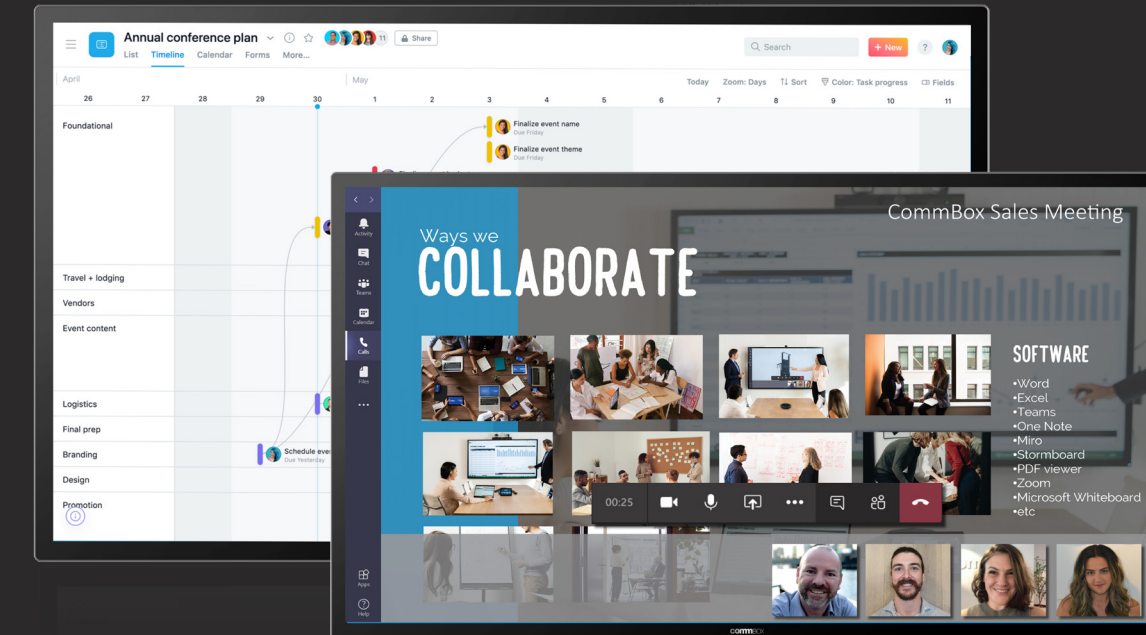 Annual conference plan
11
Share
List Timeline Calendar Forms More...
Search
+ New
?
April
May
Today Zoom: Days Sort Color: Task progress Fields
26 27 28 29 30 1 2 3 4 5 6 7 8 9 10 11
Foundational
Finalize event name
Due Friday
Finalize event theme
Due Friday
Travel + lodging
Vendors
Event content
Logistics
Final prep
Branding
Schedule eve
Due Yesterday
Design
Promotion
Activity
Chat
Teams
Calendar
Calls
Files
Apps
Help
CommBox Sales Meeting
Ways we
COLLABORATE
SOFTWARE
•Word
•Excel
•Teams
•One Note
•Miro
•Stormboard
•PDF viewer
•Zoom
•Microsoft Whiteboard
•etc
00:25
commbox